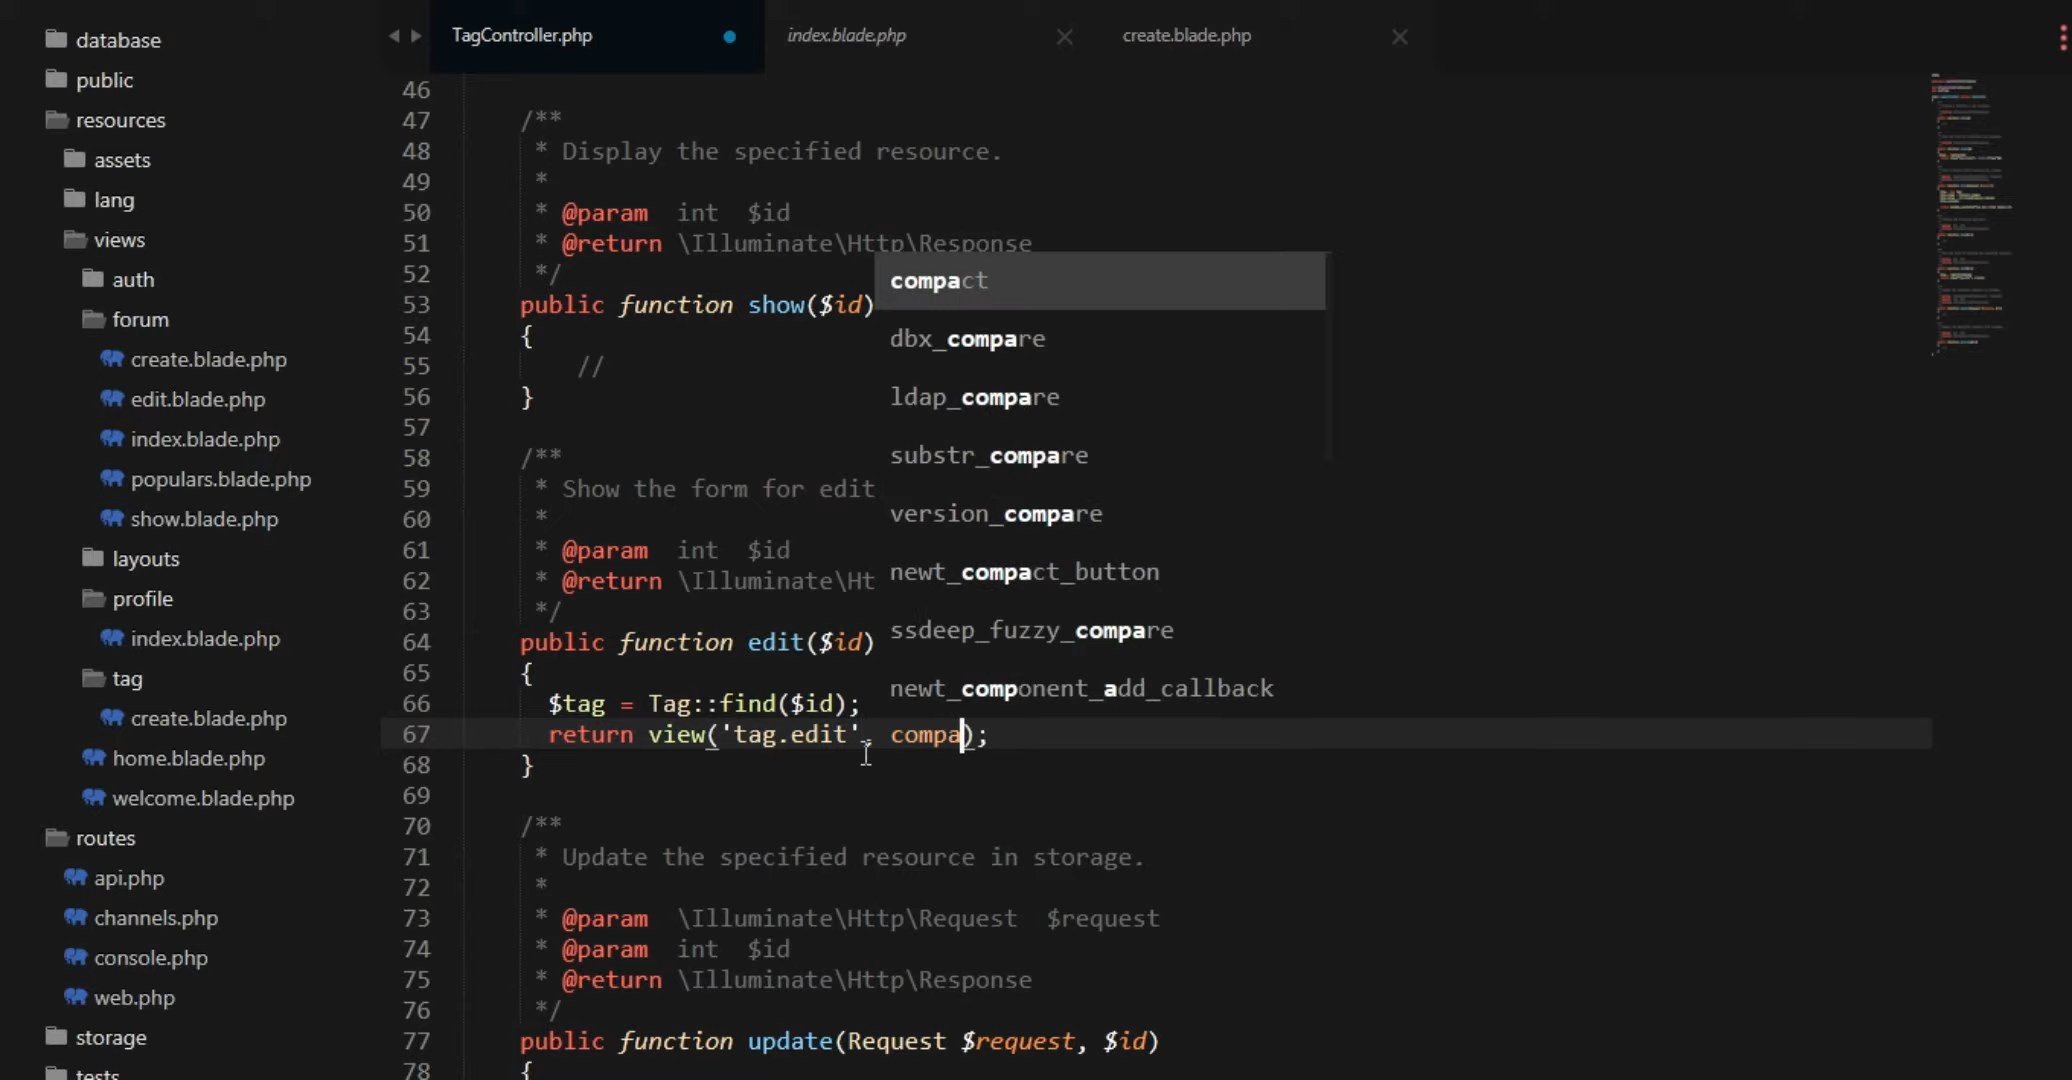 database
public
resources
assets
lang
views
auth
forum
create.blade.php
edit.blade.php
index.blade.php
populars.blade.php
show.blade.php
layouts
profile
index.blade.php
tag
create.blade.php
home.blade.php
welcome.blade.php
routes
api.php
channels.php
console.php
web.php
storage
tests
TagController.php
index.blade.php
create.blade.php
46
47 /**
48 * Display the specified resource.
49 *
50 * @param int $id
51 * @return \Illuminate\Http\Response
52 */
53 public function show($id)
54 {
55 //
56 }
57
58 /**
59 * Show the form for edit
60 *
61 * @param int $id
62 * @return \Illuminate\Ht
63 */
64 public function edit($id)
65 {
66 $tag = Tag::find($id);
67 return view('tag.edit', compa);
68 }
69
70 /**
71 * Update the specified resource in storage.
72 *
73 * @param \Illuminate\Http\Request $request
74 * @param int $id
75 * @return \Illuminate\Http\Response
76 */
77 public function update(Request $request, $id)
78 {
compact
dbx_compare
ldap_compare
substr_compare
version_compare
newt_compact_button
ssdeep_fuzzy_compare
newt_component_add_callback